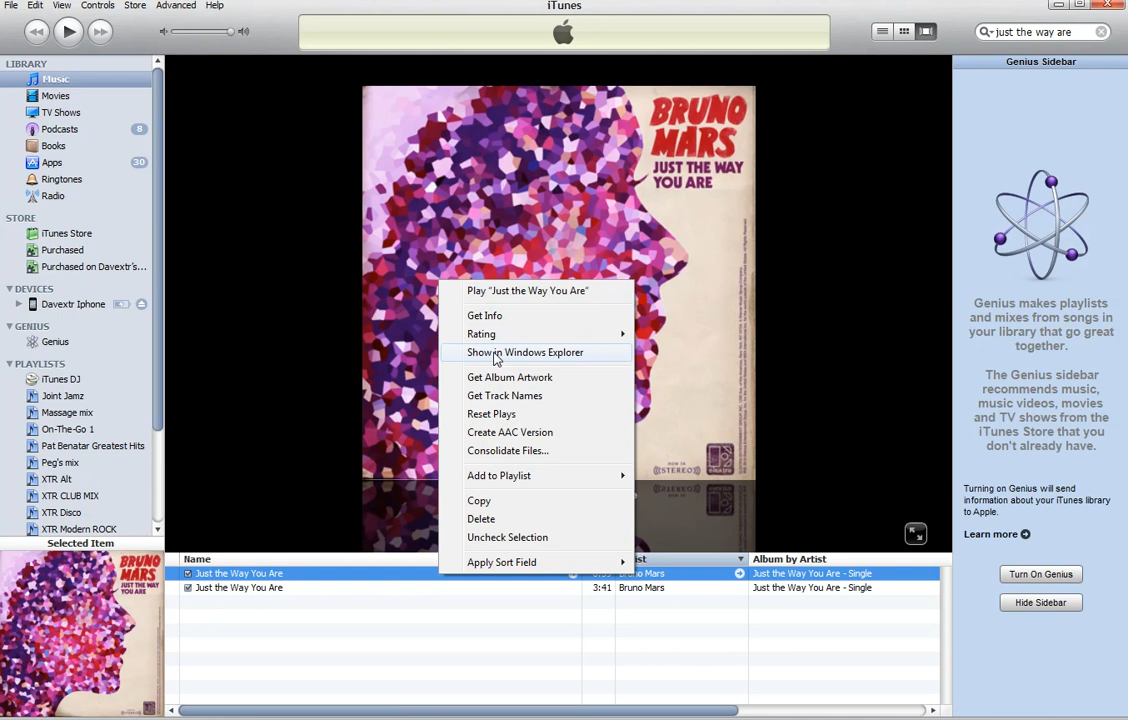 File Edit View Controls Store Advanced Help
iTunes
just the way are
LIBRARY
Music
Movies
TV Shows
Podcasts 8
Books
Apps 30
Ringtones
Radio
STORE
iTunes Store
Purchased
Purchased on Davextr's...
DEVICES
Davextr Iphone
GENIUS
Genius
PLAYLISTS
iTunes DJ
Joint Jamz
Massage mix
On-The-Go 1
Pat Benatar Greatest Hits
Peg's mix
XTR Alt
XTR CLUB MIX
XTR Disco
XTR Modern ROCK
Selected Item
BRUNO
MARS
JUST THE WAY
YOU ARE
BRUNO
MARS
JUST THE WAY
YOU ARE
STEREO
Play "Just the Way You Are"
Get Info
Rating
Show in Windows Explorer
Get Album Artwork
Get Track Names
Reset Plays
Create AAC Version
Consolidate Files...
Add to Playlist
Copy
Delete
Uncheck Selection
Apply Sort Field
Name Album by Artist
Just the Way You Are Bruno Mars Just the Way You Are - Single
Just the Way You Are 3:41 Bruno Mars Just the Way You Are - Single
Genius Sidebar
Genius makes playlists
and mixes from songs in
your library that go great
together.
The Genius sidebar
recommends music,
music videos, movies
and TV shows from the
iTunes Store that you
don't already have.
Turning on Genius will send
information about your iTunes library
to Apple.
Learn more
Turn On Genius
Hide Sidebar